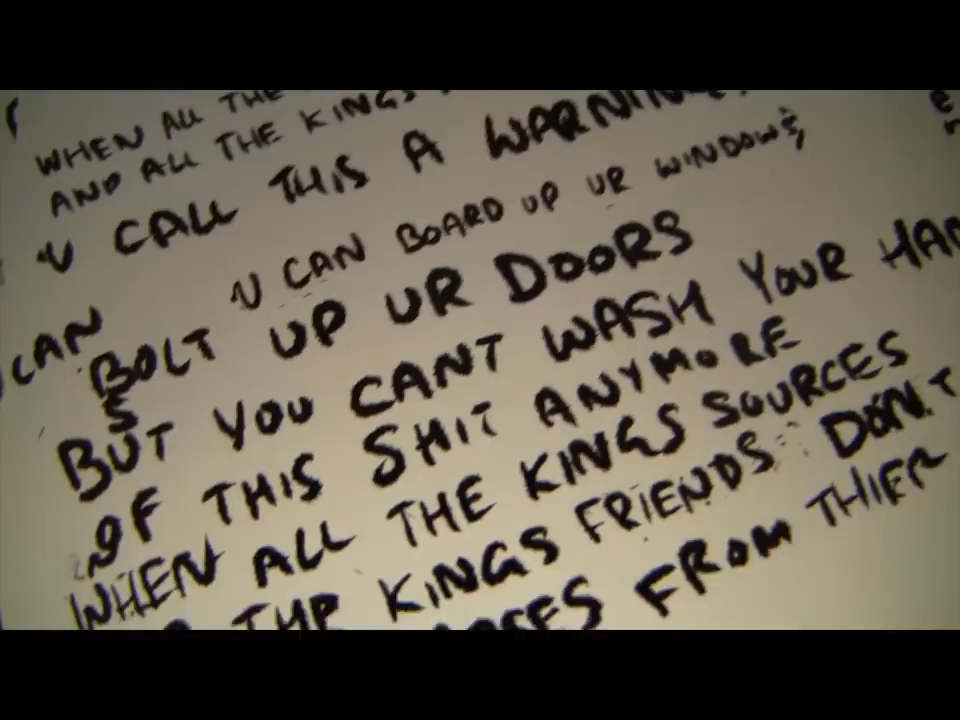 WHEN ALL THE
AND ALL THE KINGS
U CALL THIS A WARNING
U CAN BOARD UP UR WINDOWS,
CAN
BOLT UP UR DOORS
S
BUT YOU CANT WASH YOUR HAN
OF THIS SHIT ANYMORE
WHEN ALL THE KINGS SOURCES
THE KINGS FRIENDS DON'T
FROM THIER